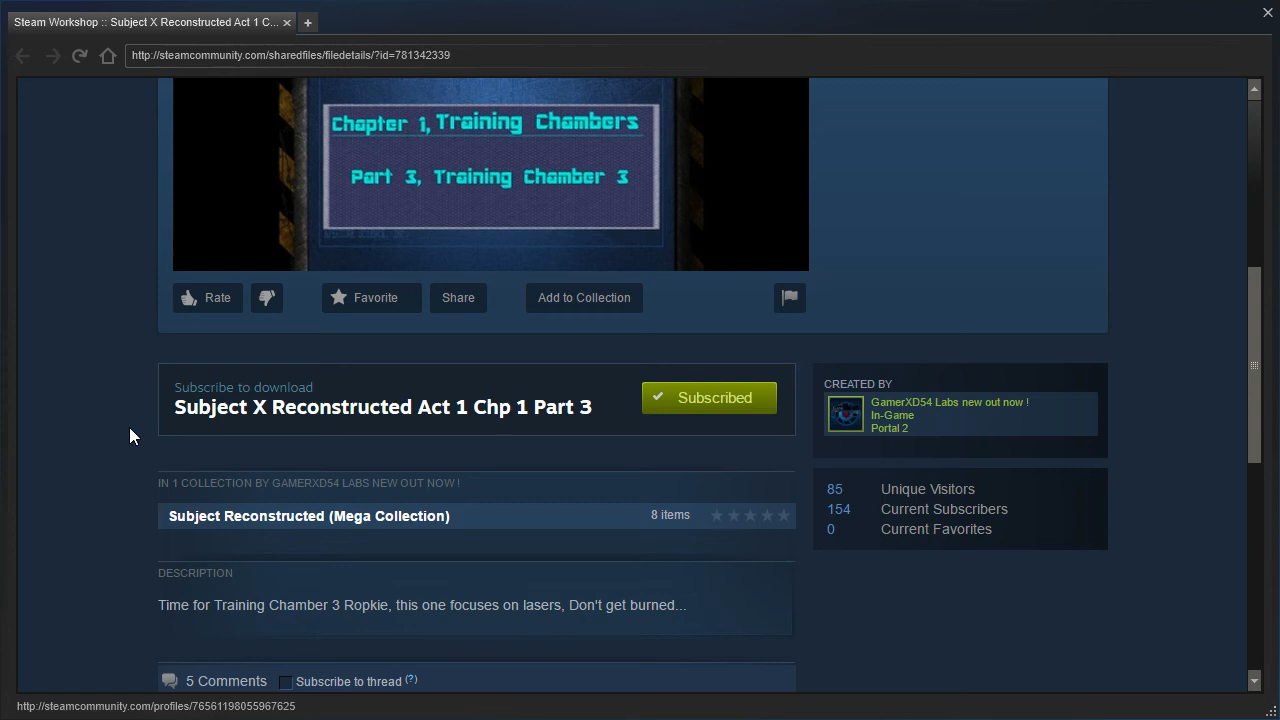 Steam Workshop :: Subject X Reconstructed Act 1 C...
http://steamcommunity.com/sharedfiles/filedetails/?id=781342339
Chapter 1, Training Chambers
Part 3, Training Chamber 3
Rate
Favorite
Share
Add to Collection
Subscribe to download
Subject X Reconstructed Act 1 Chp 1 Part 3
Subscribed
CREATED BY
GamerXD54 Labs new out now !
In-Game
Portal 2
IN 1 COLLECTION BY GAMERXD54 LABS NEW OUT NOW !
Subject Reconstructed (Mega Collection)
8 items
85 Unique Visitors
154 Current Subscribers
0 Current Favorites
DESCRIPTION
Time for Training Chamber 3 Ropkie, this one focuses on lasers, Don't get burned...
5 Comments
Subscribe to thread (?)
http://steamcommunity.com/profiles/76561198055967625